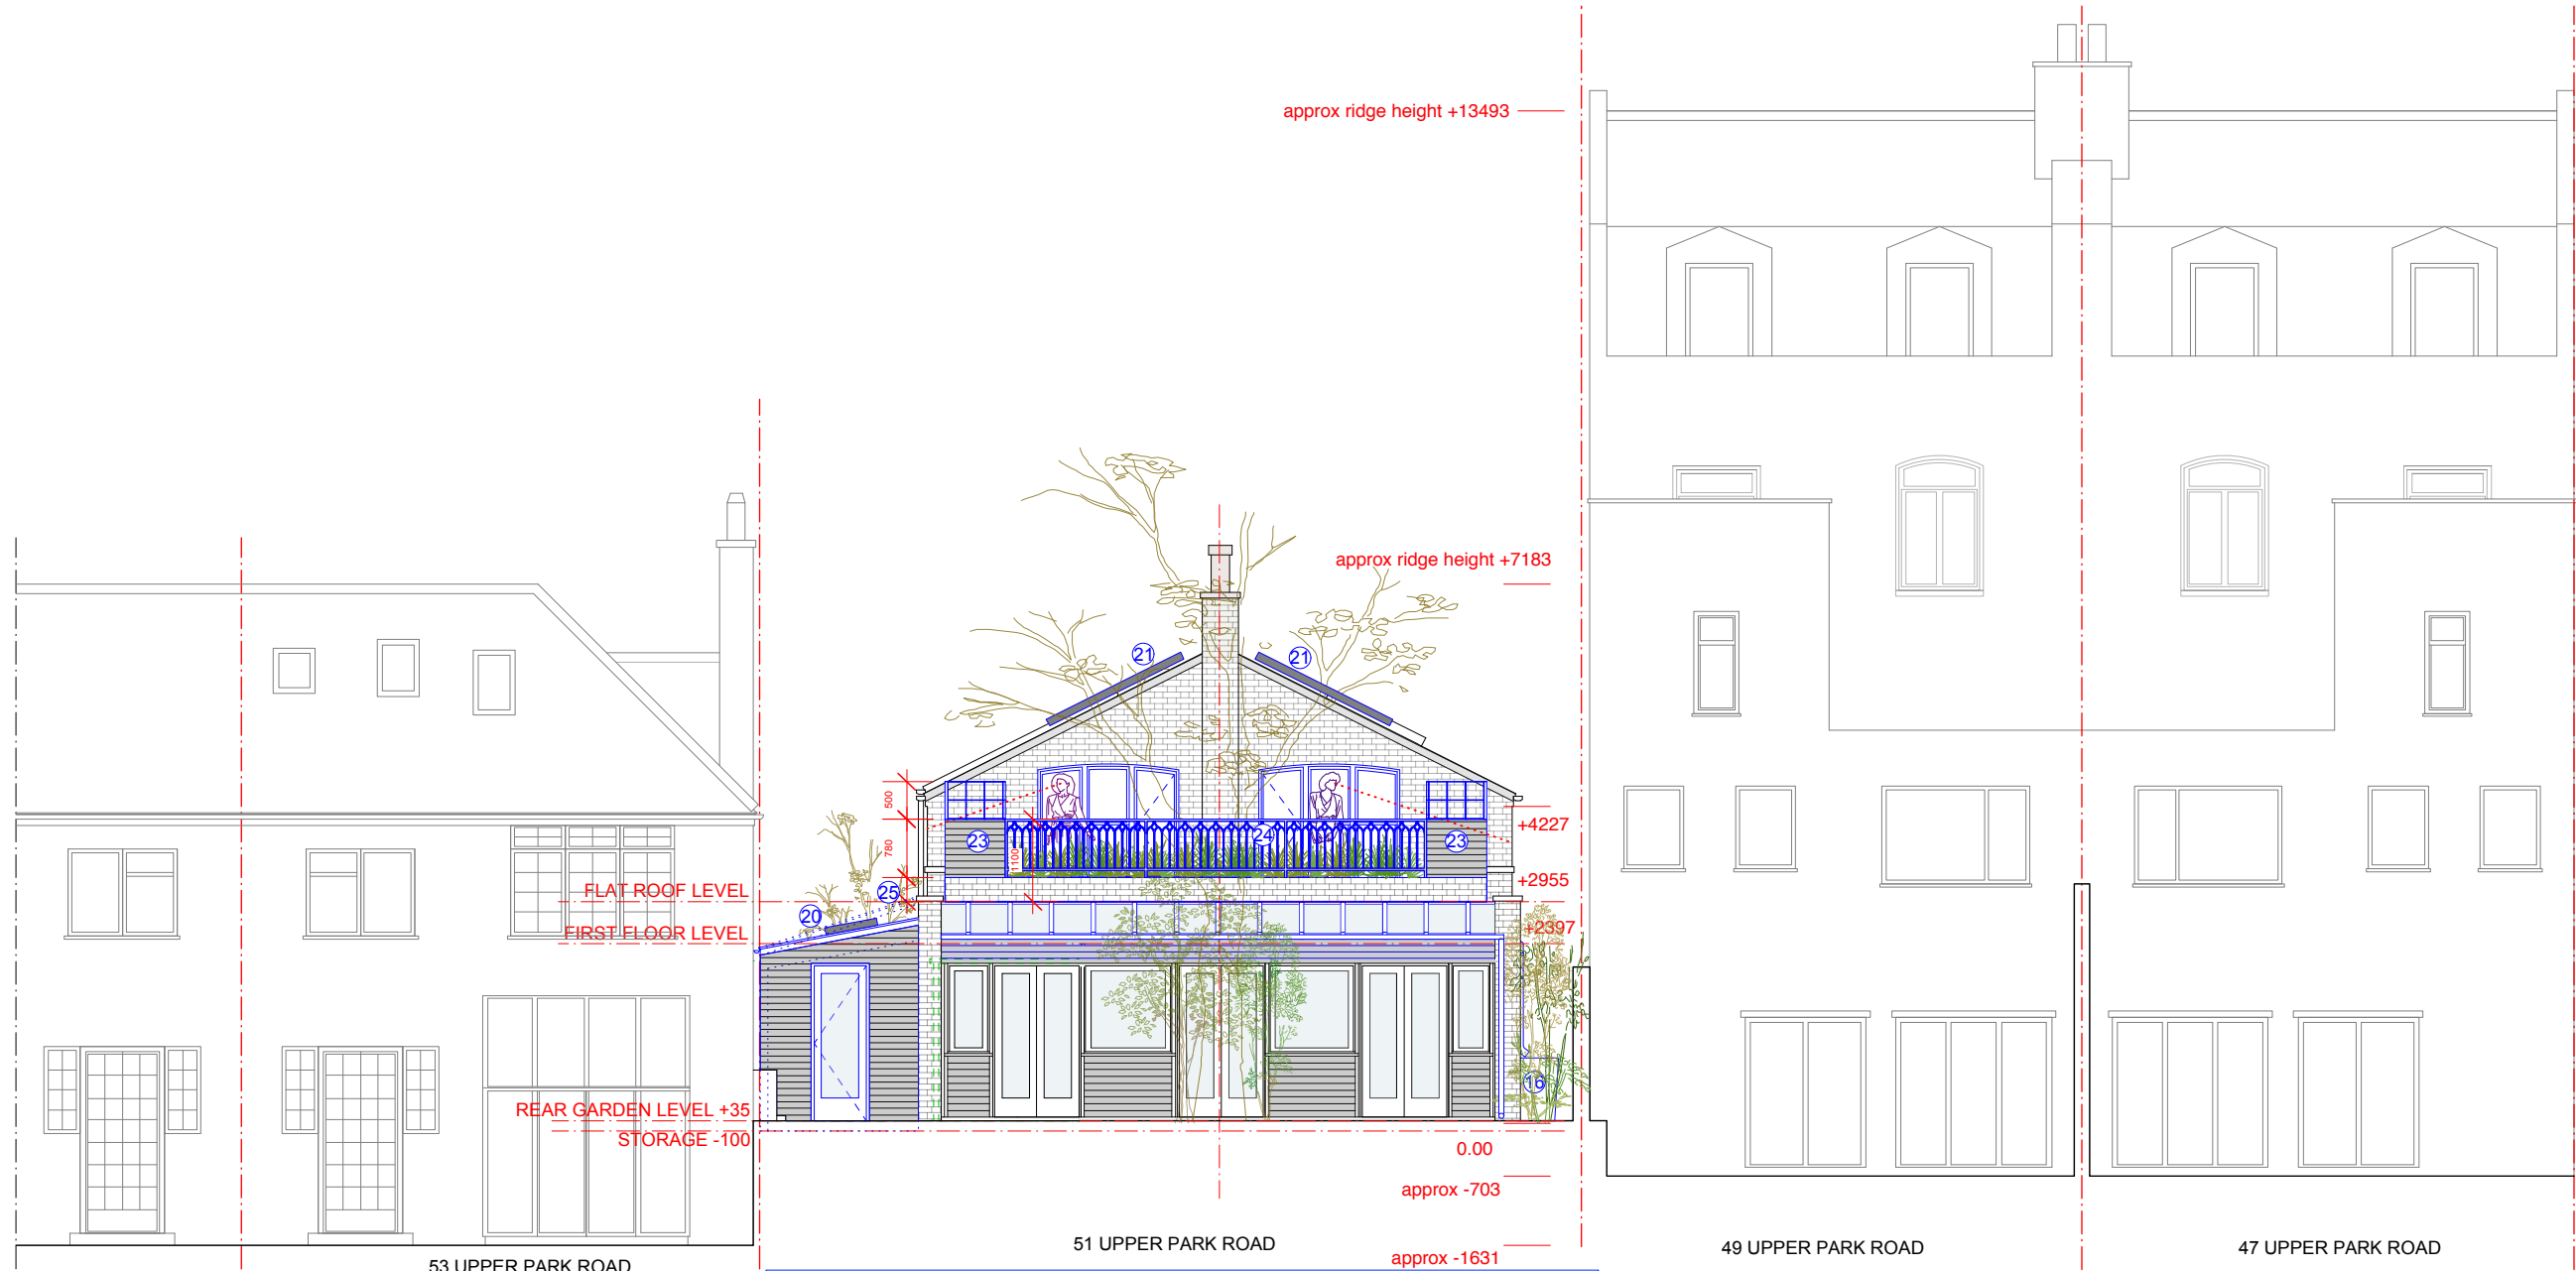 approx ridge height +13493
approx ridge height +7183
21
21
500
+4227
24
23
23
780
1100
+2955
FLAT ROOF LEVEL
25
20
+2397
FIRST FLOOR LEVEL
16
REAR GARDEN LEVEL +35
STORAGE -100
0.00
approx -703
51 UPPER PARK ROAD
49 UPPER PARK ROAD
47 UPPER PARK ROAD
approx -1631
53 UPPER PARK ROAD